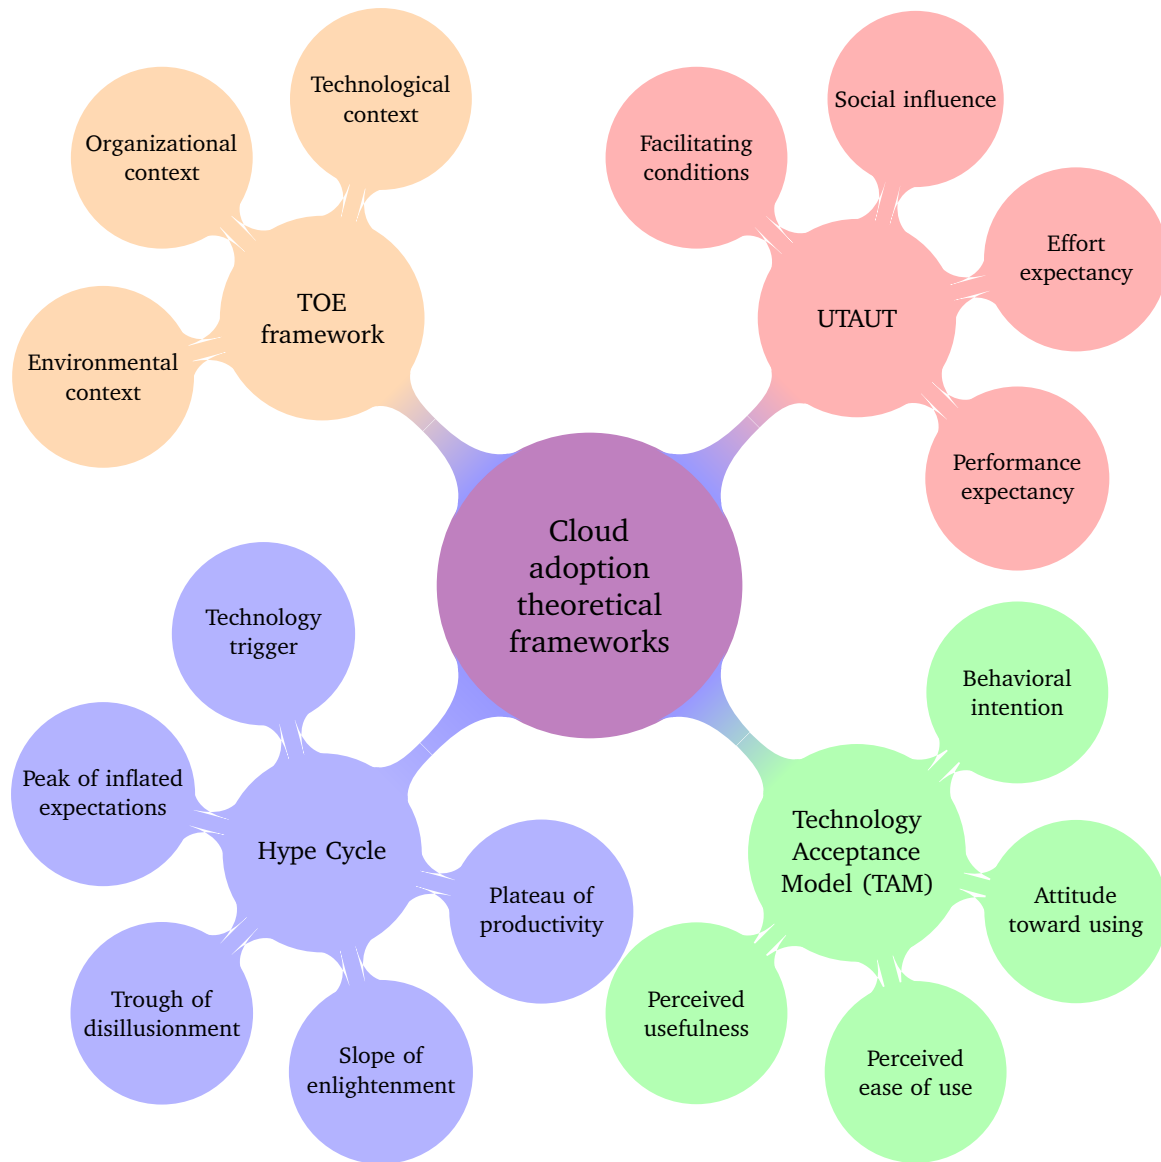 Technological
context
Organizational
context
Environmental
context
TOE
framework
Social influence
Facilitating
conditions
Effort
expectancy
Performance
expectancy
UTAUT
Cloud
adoption
theoretical
frameworks
Technology
trigger
Peak of inflated
expectations
Hype Cycle
Trough of
disillusionment
Slope of
enlightenment
Plateau of
productivity
Behavioral
intention
Technology
Acceptance
Model (TAM)
Attitude
toward using
Perceived
usefulness
Perceived
ease of use